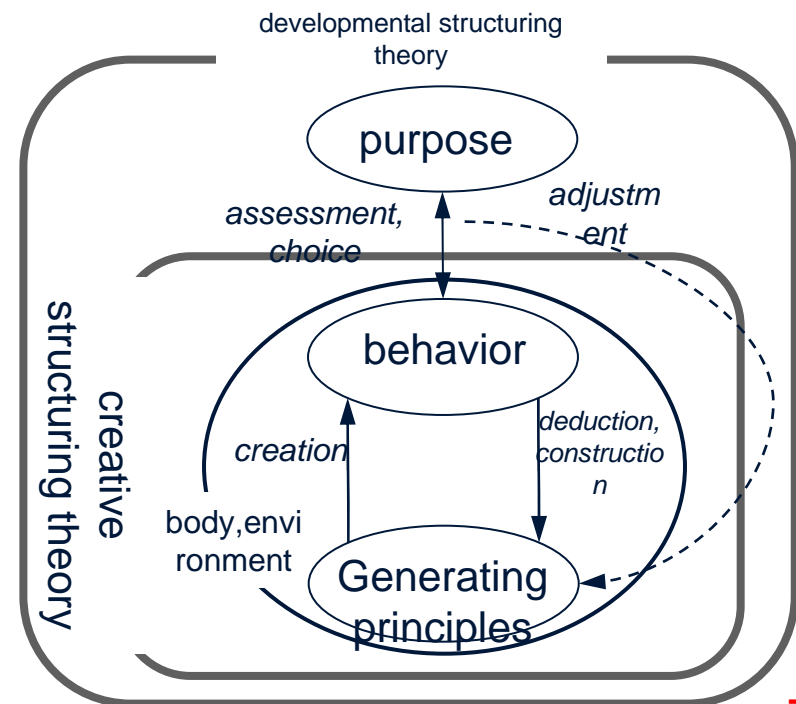 developmental structuring
theory
purpose
assessment,
choice
adjustm
ent
behavior
creation
deduction,
constructio
n
body,envi
ronment
Generating
principles
creative
structuring theory